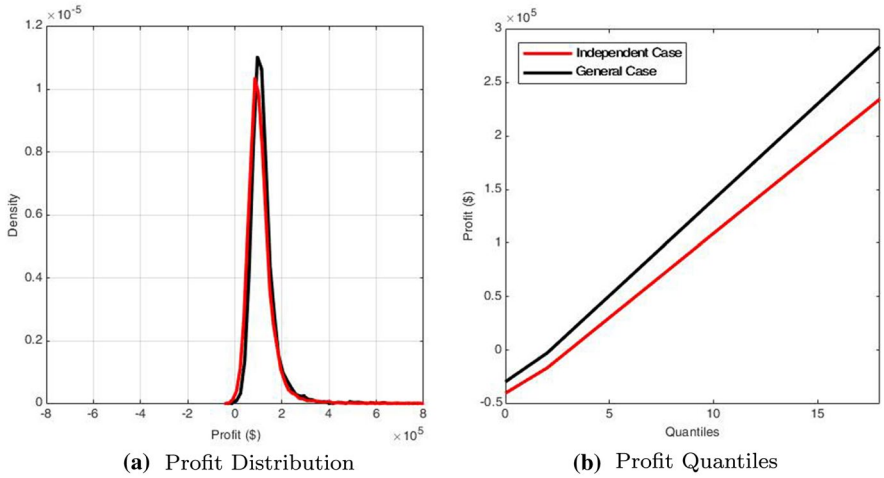 ×10-5
1.2
1
0.8
0.6
0.4
0.2
0
Density
-8 -6 -4 -2 0 2 4 6 8
Profit ($)
×105
(a) Profit Distribution
×105
3
2.5
2
1.5
1
0.5
0
-0.5
Profit ($)
Independent Case
General Case
0 5 10 15
Quantiles
(b) Profit Quantiles